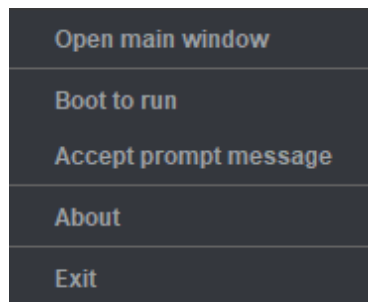 Open main window
Boot to run
Accept prompt message
About
Exit